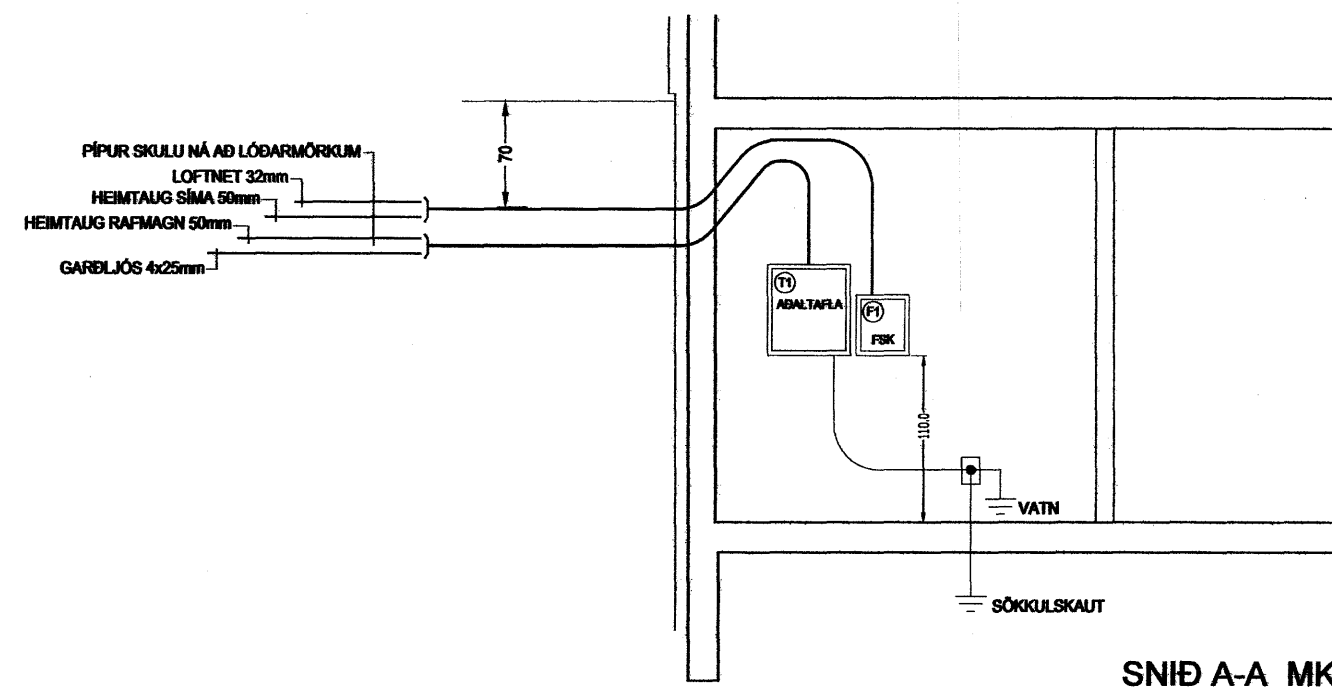 PÍPUR SKULU NÁ AÐ LÓÐARMÖRKUM
LOFTNET 32mm
HEIMTAUG SÍMA 50mm
HEIMTAUG RAFMAGN 50mm
GARÐLJÓS 4x25mm
70
T1
AÐALTAFLA
F1
FSK
110.0
VATN
SÖKKULSKAUT
SNIÐ A-A MK